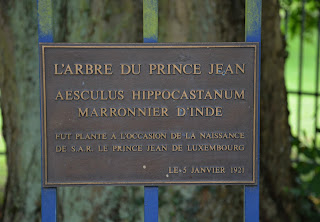 L'ARBRE DU PRINCE JEAN
AESCULUS HIPPOCASTANUM
MARRONNIER D'INDE
FUT PLANTÉ À L'OCCASION DE LA NAISSANCE
DE S.A.R. LE PRINCE JEAN DE LUXEMBOURG
LE 5 JANVIER 1921